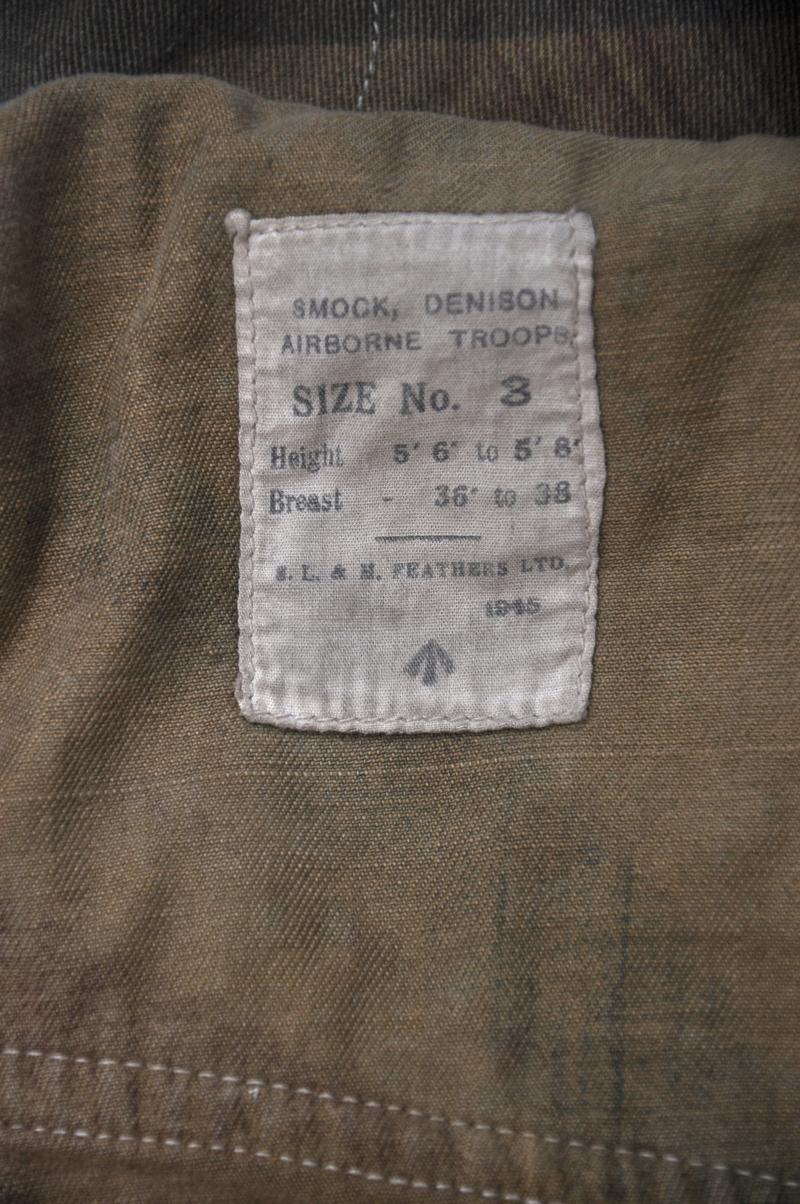 SMOCK, DENISON
AIRBORNE TROOPS.
SIZE No. 3
Height 5' 6" to 5' 8"
Breast - 36" to 38
S. L. & H. FEATHERS LTD.
1945